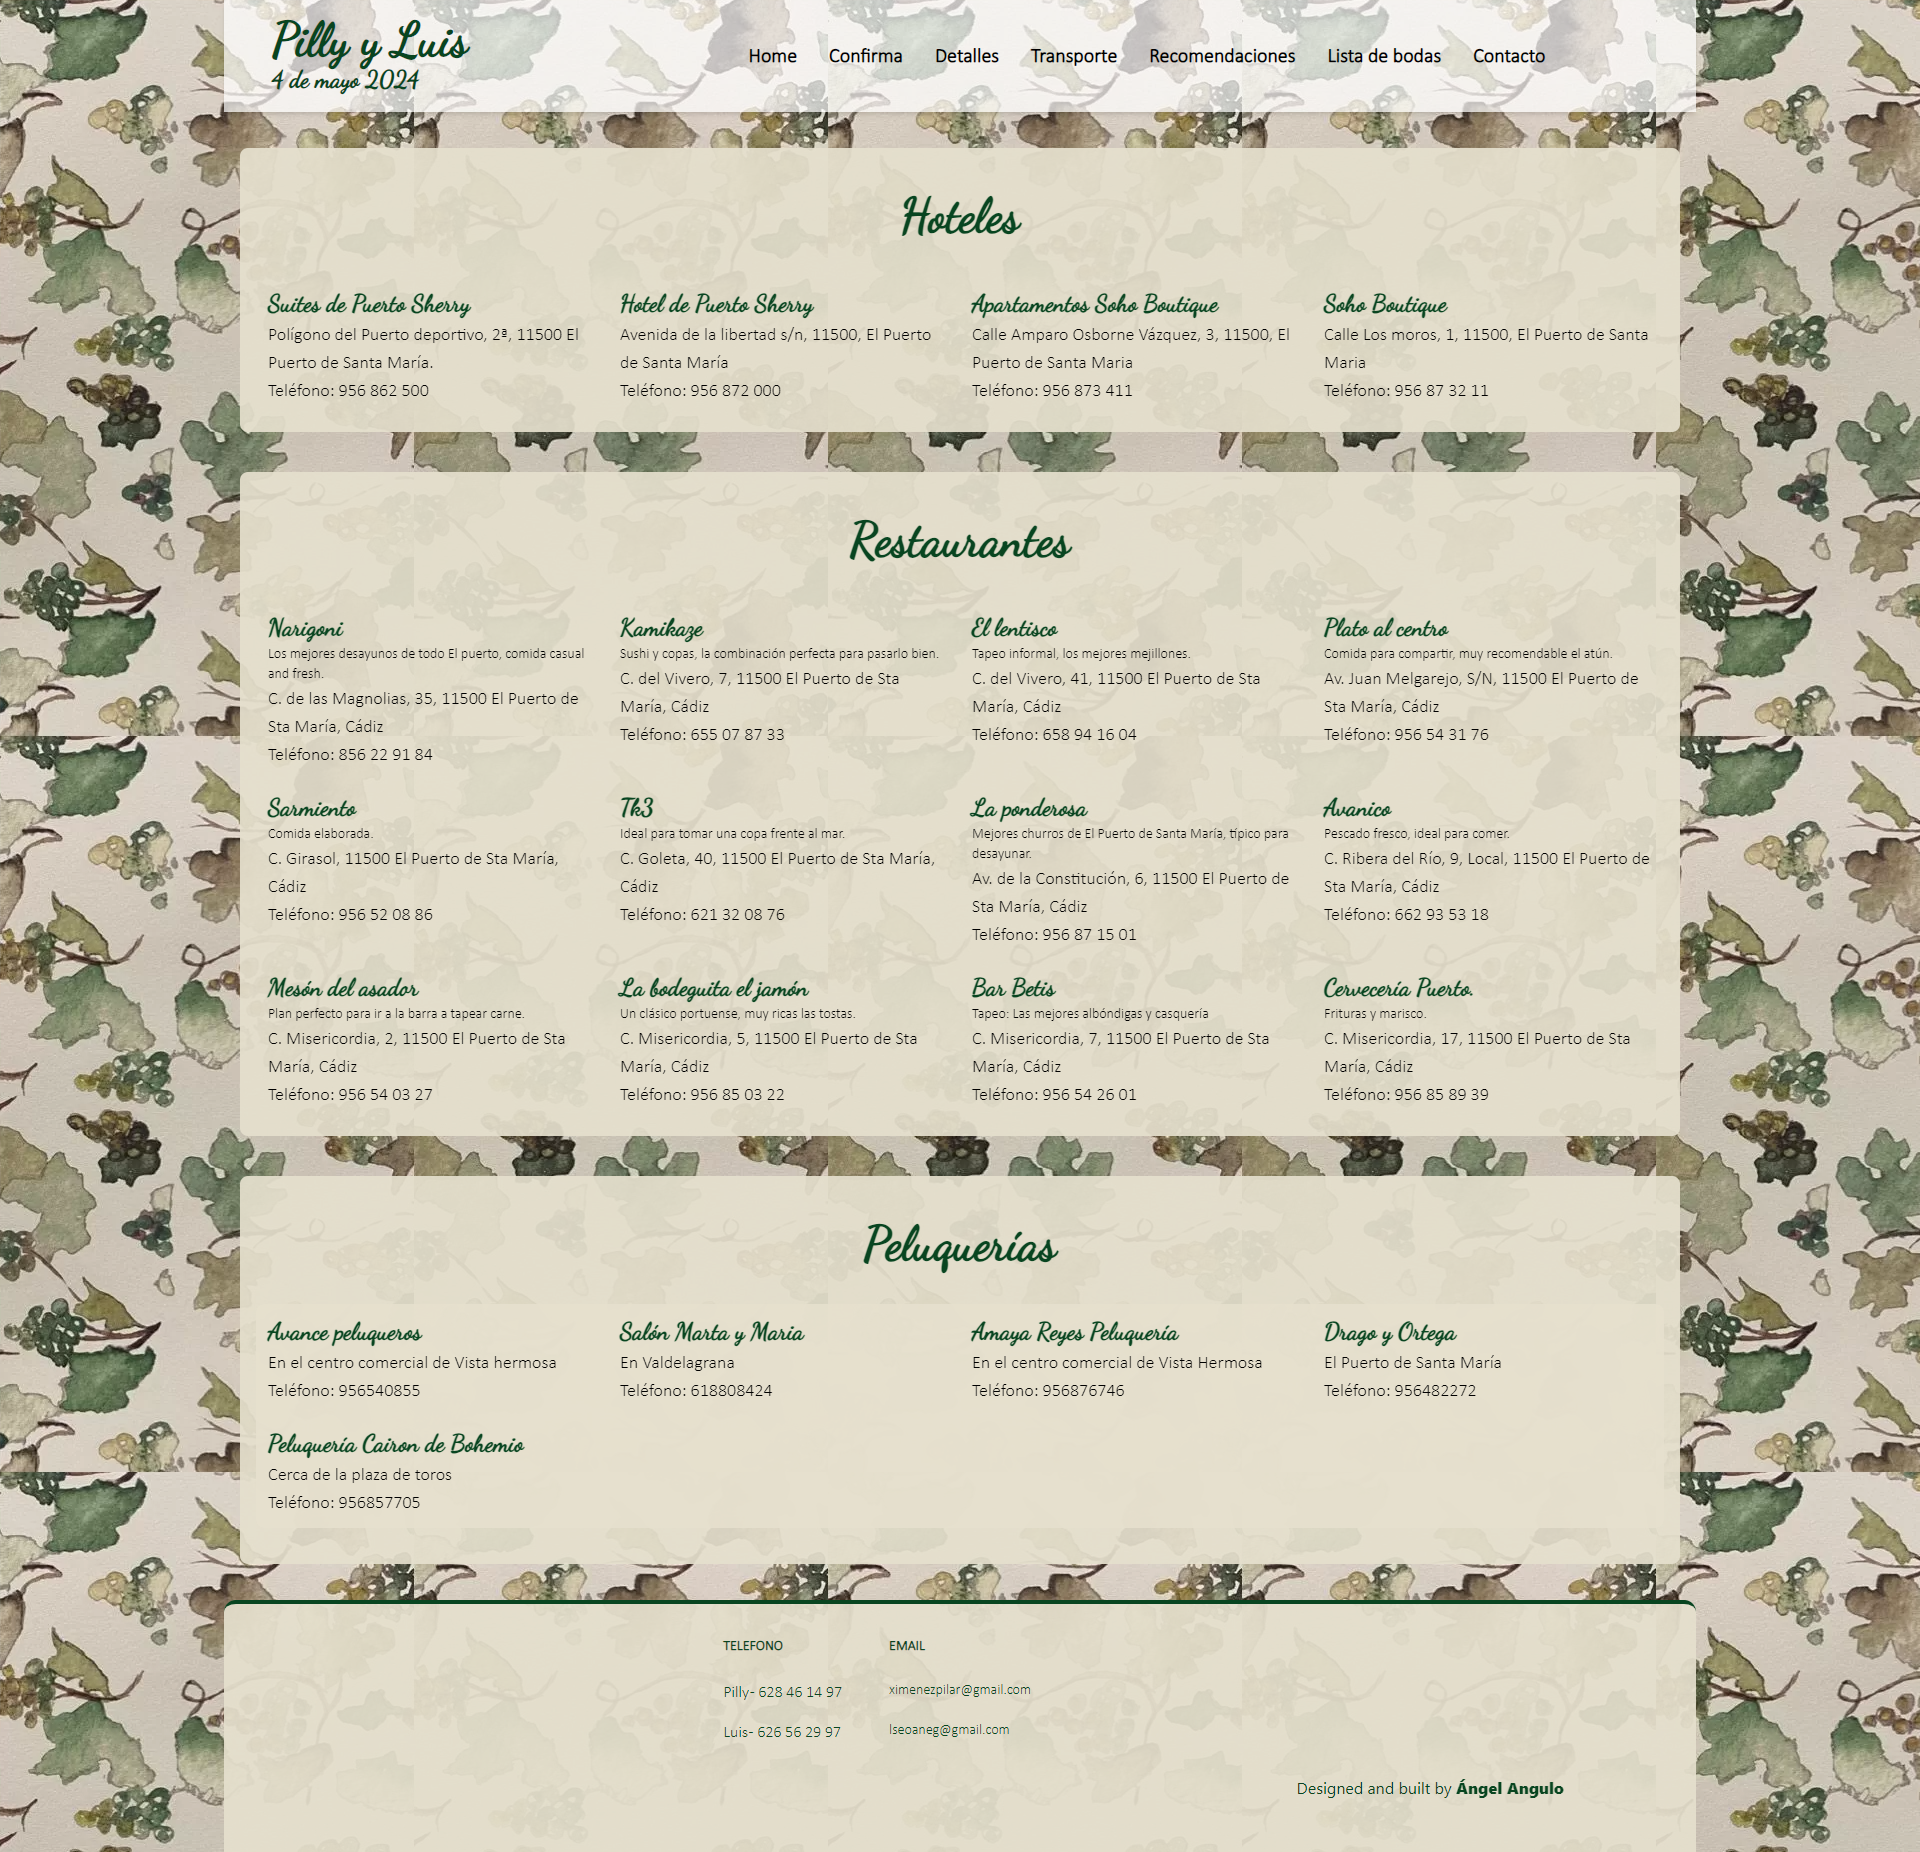 Pilly y Luis
4 de mayo 2024
Home Confirma Detalles Transporte Recomendaciones Lista de bodas Contacto
Hoteles
Suites de Puerto Sherry
Polígono del Puerto deportivo, 2ª, 11500 El
Puerto de Santa María.
Teléfono: 956 862 500
Hotel de Puerto Sherry
Avenida de la libertad s/n, 11500, El Puerto
de Santa María
Teléfono: 956 872 000
Apartamentos Soho Boutique
Calle Amparo Osborne Vázquez, 3, 11500, El
Puerto de Santa Maria
Teléfono: 956 873 411
Soho Boutique
Calle Los moros, 1, 11500, El Puerto de Santa
Maria
Teléfono: 956 87 32 11
Restaurantes
Narigoni
Los mejores desayunos de todo El puerto, comida casual
and fresh.
C. de las Magnolias, 35, 11500 El Puerto de
Sta María, Cádiz
Teléfono: 856 22 91 84
Kamikaze
Sushi y copas, la combinación perfecta para pasarlo bien.
C. del Vivero, 7, 11500 El Puerto de Sta
María, Cádiz
Teléfono: 655 07 87 33
El lentisco
Tapeo informal, los mejores mejillones.
C. del Vivero, 41, 11500 El Puerto de Sta
María, Cádiz
Teléfono: 658 94 16 04
Plato al centro
Comida para compartir, muy recomendable el atún.
Av. Juan Melgarejo, S/N, 11500 El Puerto de
Sta María, Cádiz
Teléfono: 956 54 31 76
Sarmiento
Comida elaborada.
C. Girasol, 11500 El Puerto de Sta María,
Cádiz
Teléfono: 956 52 08 86
Tk3
Ideal para tomar una copa frente al mar.
C. Goleta, 40, 11500 El Puerto de Sta María,
Cádiz
Teléfono: 621 32 08 76
La ponderosa
Mejores churros de El Puerto de Santa María, típico para
desayunar.
Av. de la Constitución, 6, 11500 El Puerto de
Sta María, Cádiz
Teléfono: 956 87 15 01
Avanico
Pescado fresco, ideal para comer.
C. Ribera del Río, 9, Local, 11500 El Puerto de
Sta María, Cádiz
Teléfono: 662 93 53 18
Mesón del asador
Plan perfecto para ir a la barra a tapear carne.
C. Misericordia, 2, 11500 El Puerto de Sta
María, Cádiz
Teléfono: 956 54 03 27
La bodeguita el jamón
Un clásico portuense, muy ricas las tostas.
C. Misericordia, 5, 11500 El Puerto de Sta
María, Cádiz
Teléfono: 956 85 03 22
Bar Betis
Tapeo: Las mejores albóndigas y casquería
C. Misericordia, 7, 11500 El Puerto de Sta
María, Cádiz
Teléfono: 956 54 26 01
Cervecería Puerto.
Frituras y marisco.
C. Misericordia, 17, 11500 El Puerto de Sta
María, Cádiz
Teléfono: 956 85 89 39
Peluquerías
Avance peluqueros
En el centro comercial de Vista hermosa
Teléfono: 956540855
Salón Marta y Maria
En Valdelagrana
Teléfono: 618808424
Amaya Reyes Peluquería
En el centro comercial de Vista Hermosa
Teléfono: 956876746
Drago y Ortega
El Puerto de Santa María
Teléfono: 956482272
Peluquería Cairon de Bohemio
Cerca de la plaza de toros
Teléfono: 956857705
TELEFONO
Pilly- 628 46 14 97
Luis- 626 56 29 97
EMAIL
ximenezpilar@gmail.com
lseoaneg@gmail.com
Designed and built by Ángel Angulo